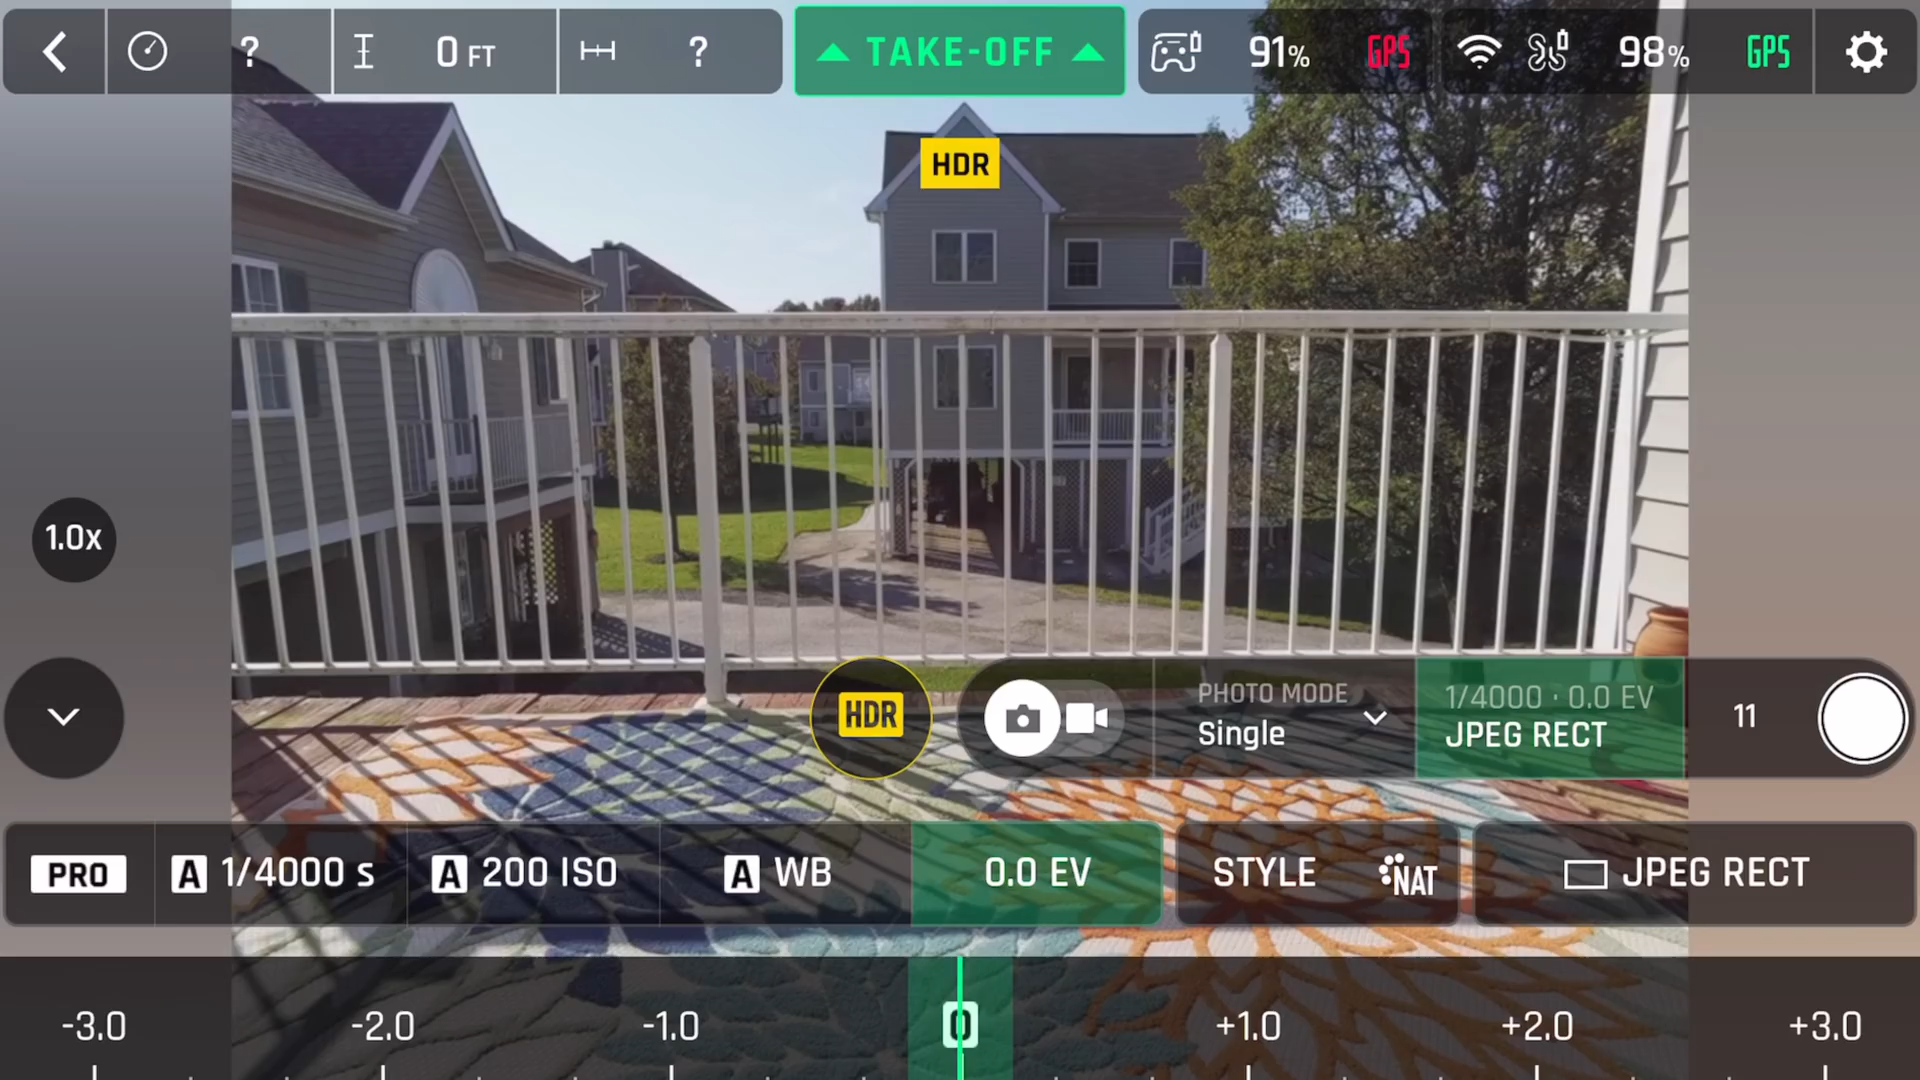 ? 0 FT ? TAKE-OFF 91% GPS 98% GPS
HDR
1.0x
HDR
PHOTO MODE
Single
1/4000 · 0.0 EV
JPEG RECT
11
PRO A 1/4000 s A 200 ISO A WB 0.0 EV STYLE NAT JPEG RECT
-3.0 -2.0 -1.0 0 +1.0 +2.0 +3.0